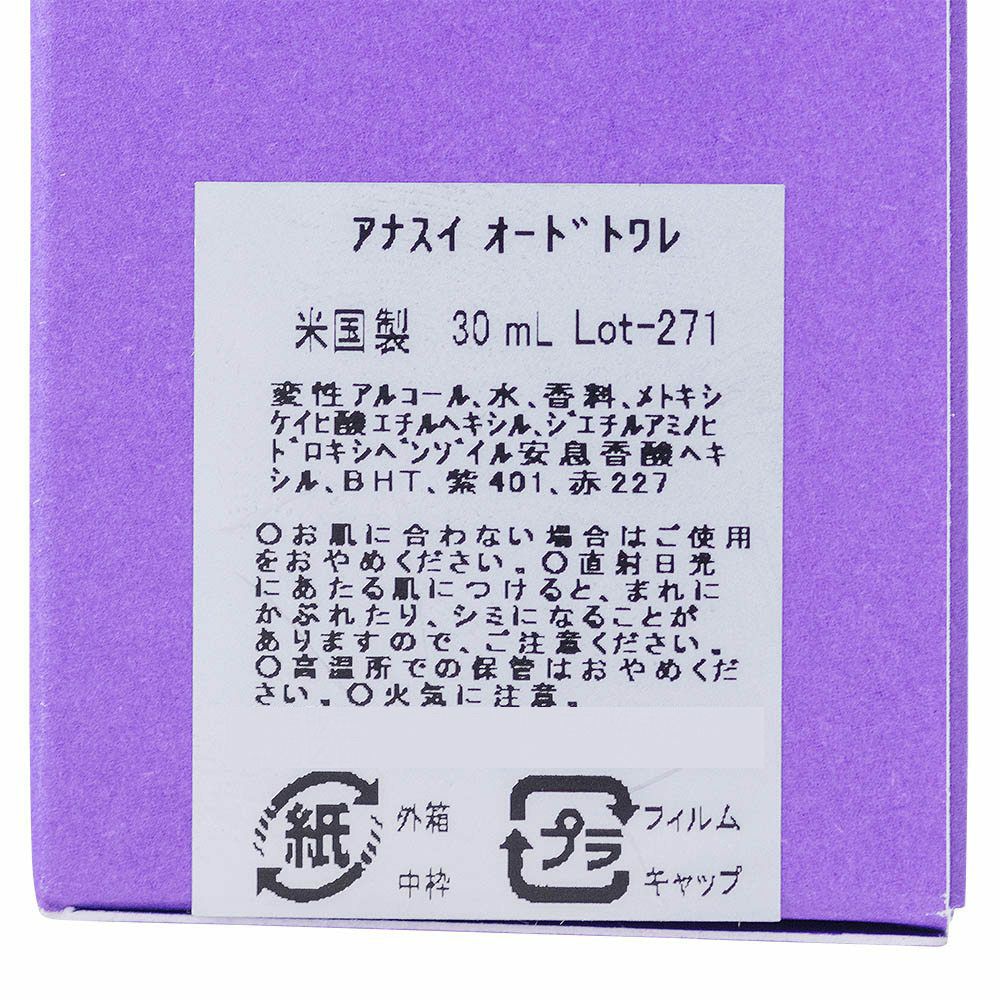 アナスイ オードトワレ
米国製 30 mL Lot-271
変性アルコール、水、香料、メトキシ
ケイヒ酸エチルヘキシル、ジエチルアミノヒ
ドロキシベンゾイル安息香酸ヘキ
シル、BHT、紫401、赤227
○お肌に合わない場合はご使用
をおやめください。○直射日光
にあたる肌につけると、まれに
かぶれたり、シミになることが
ありますので、ご注意ください。
○高温所での保管はおやめくだ
さい。○火気に注意。
紙 外箱 プラ フィルム
中枠 キャップ